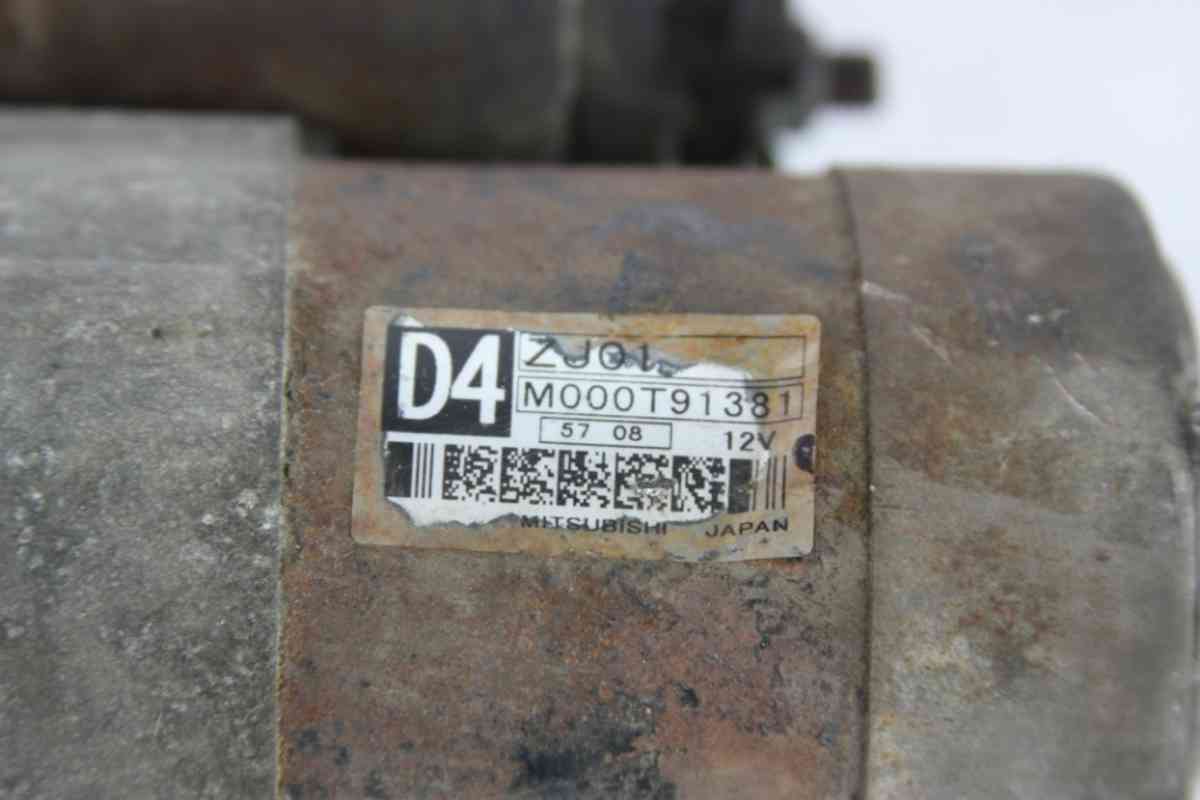 D4
ZJ01
M000T91381
57 08
12V
MITSUBISHI JAPAN